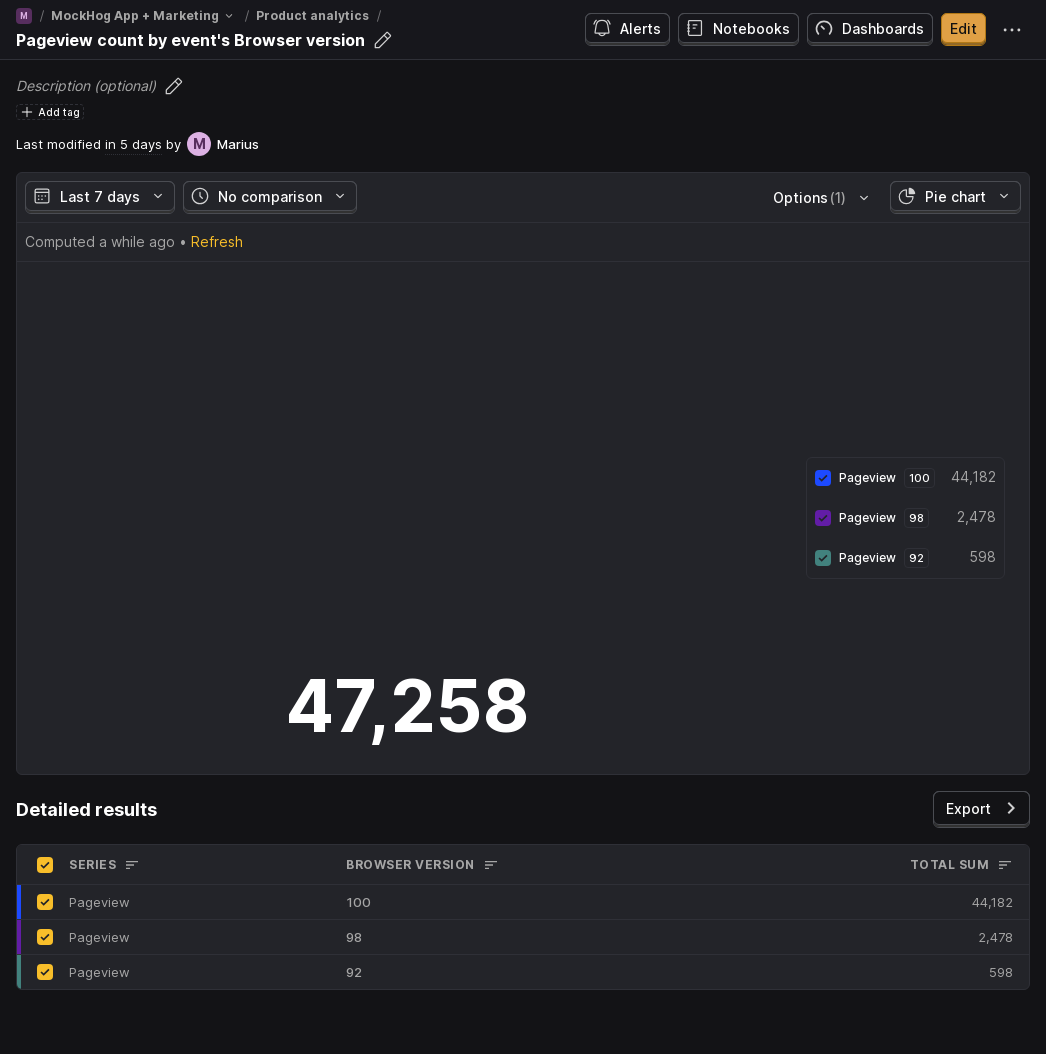 M / MockHog App + Marketing / Product analytics /
Pageview count by event's Browser version
Alerts Notebooks Dashboards Edit
Description (optional)
Add tag
Last modified in 5 days by M Marius
Last 7 days No comparison Options (1) Pie chart
Computed a while ago • Refresh
Pageview 100 44,182
Pageview 98 2,478
Pageview 92 598
47,258
Detailed results Export
SERIES BROWSER VERSION TOTAL SUM
Pageview 100 44,182
Pageview 98 2,478
Pageview 92 598